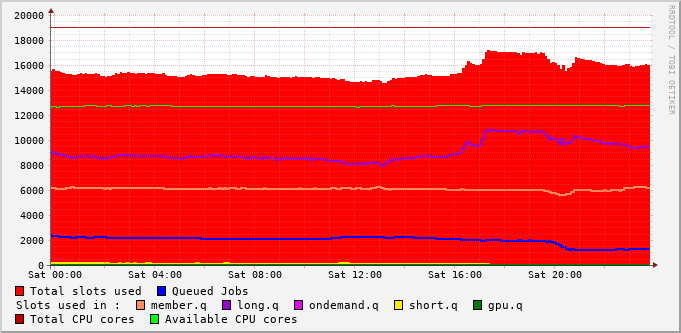 RRDTOOL / TOBI OETIKER
20000
18000
16000
14000
12000
10000
8000
6000
4000
2000
0
Sat 00:00 Sat 04:00 Sat 08:00 Sat 12:00 Sat 16:00 Sat 20:00
Total slots used Queued Jobs
Slots used in : member.q long.q ondemand.q short.q gpu.q
Total CPU cores Available CPU cores